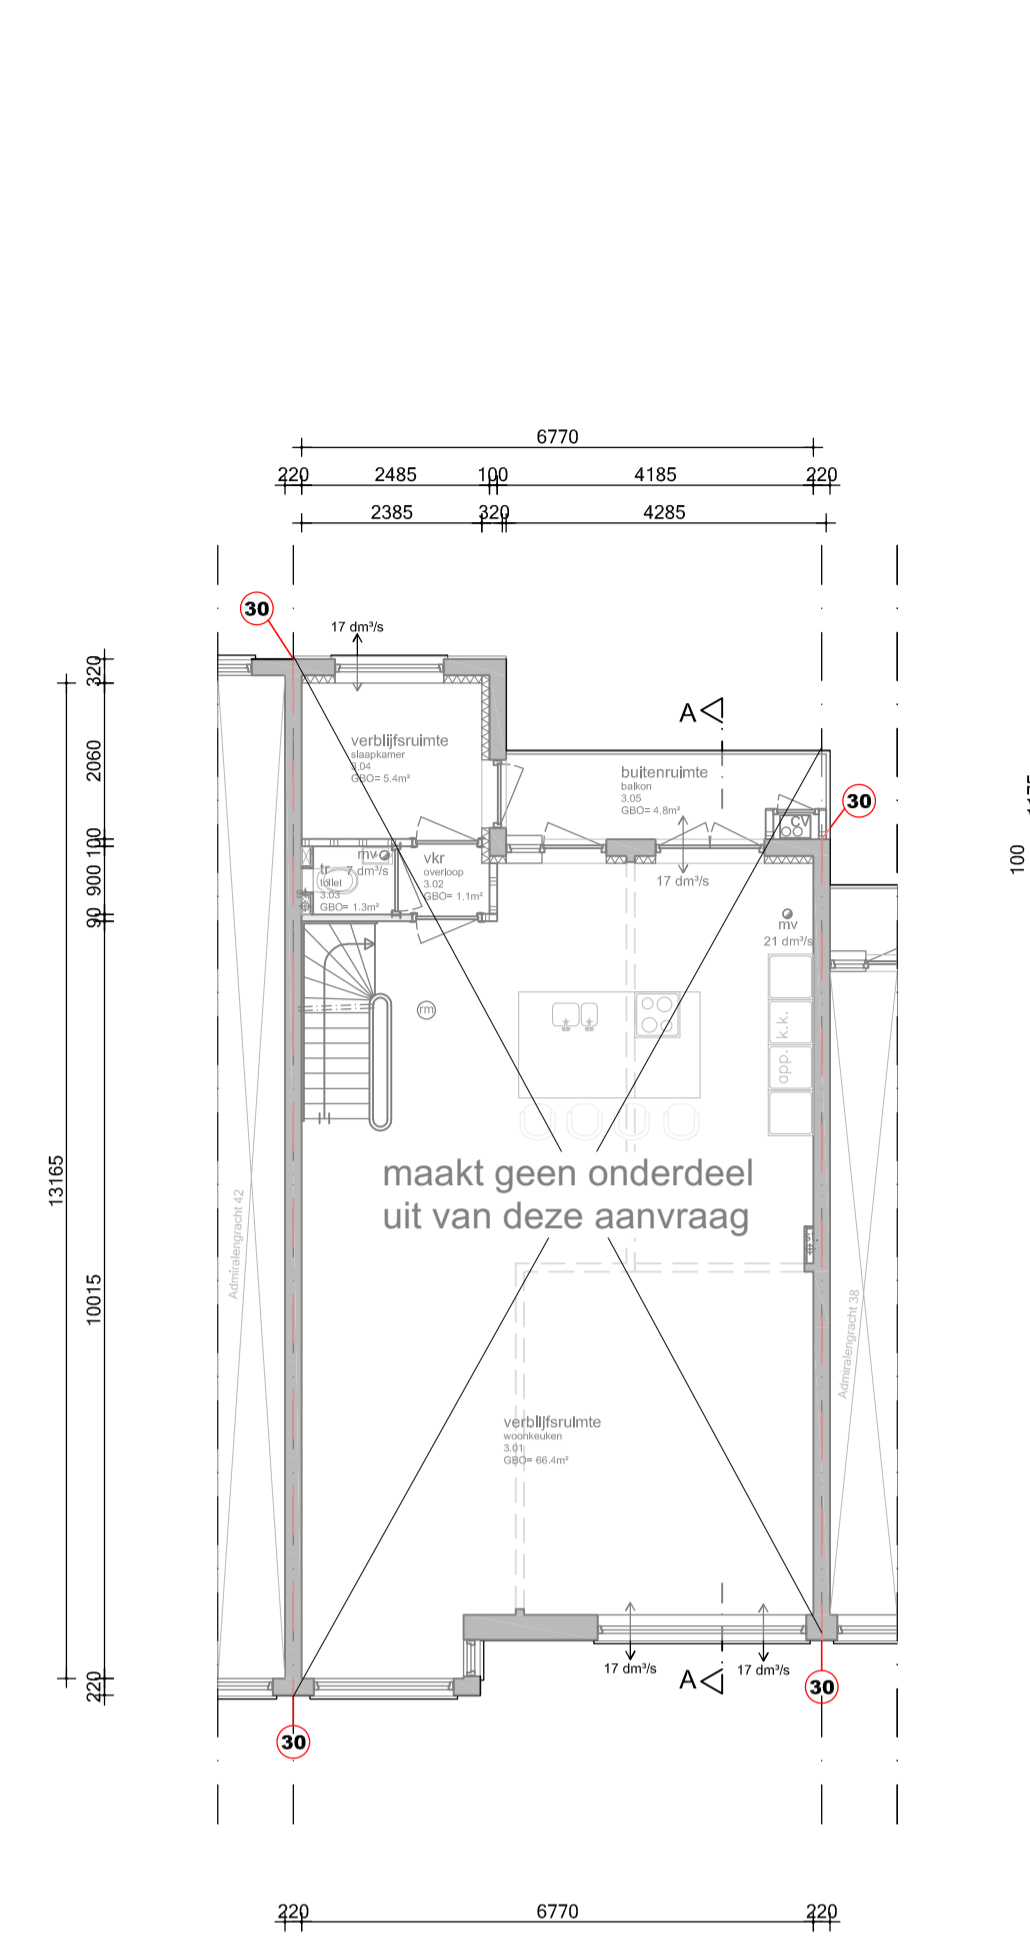 6770
220 2485 100 4185 220
2385 320 4285
30
17 dm³/s
320
A
verblijfsruimte
slaapkamer
3.04
GBO= 5.4m²
2060
buitenruimte
balkon
3.05
GBO= 4.8m²
30
CV
100
100
mv
7 dm³/s
vkr
overloop
3.02
GBO= 1.1m²
tr
toilet
3.03
GBO= 1.3m²
900
17 dm³/s
90
mv
21 dm³/s
rm
k.k.
app.
maakt geen onderdeel
uit van deze aanvraag
13165
Admiralengracht 42
10015
Admiralengracht 38
verblijfsruimte
woonkeuken
3.01
GBO= 66.4m²
17 dm³/s
17 dm³/s
A
220
30
30
220 6770 220